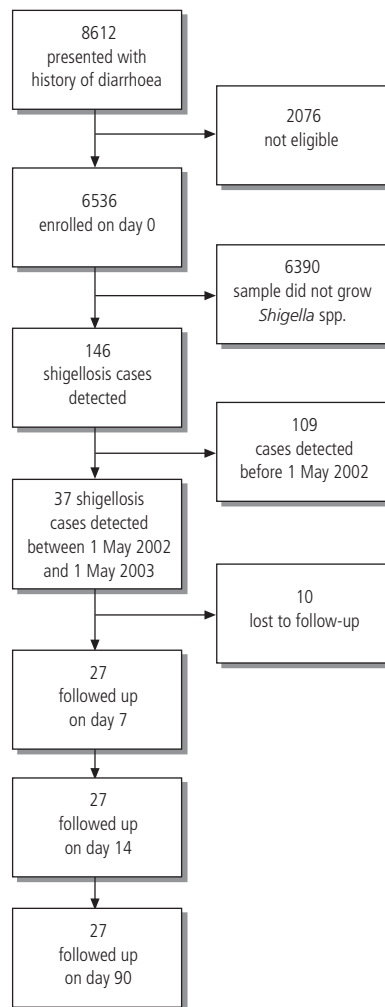 8612
presented with
history of diarrhoea
2076
not eligible
6536
enrolled on day 0
6390
sample did not grow
Shigella spp.
146
shigellosis cases
detected
109
cases detected
before 1 May 2002
37 shigellosis
cases detected
between 1 May 2002
and 1 May 2003
10
lost to follow-up
27
followed up
on day 7
27
followed up
on day 14
27
followed up
on day 90